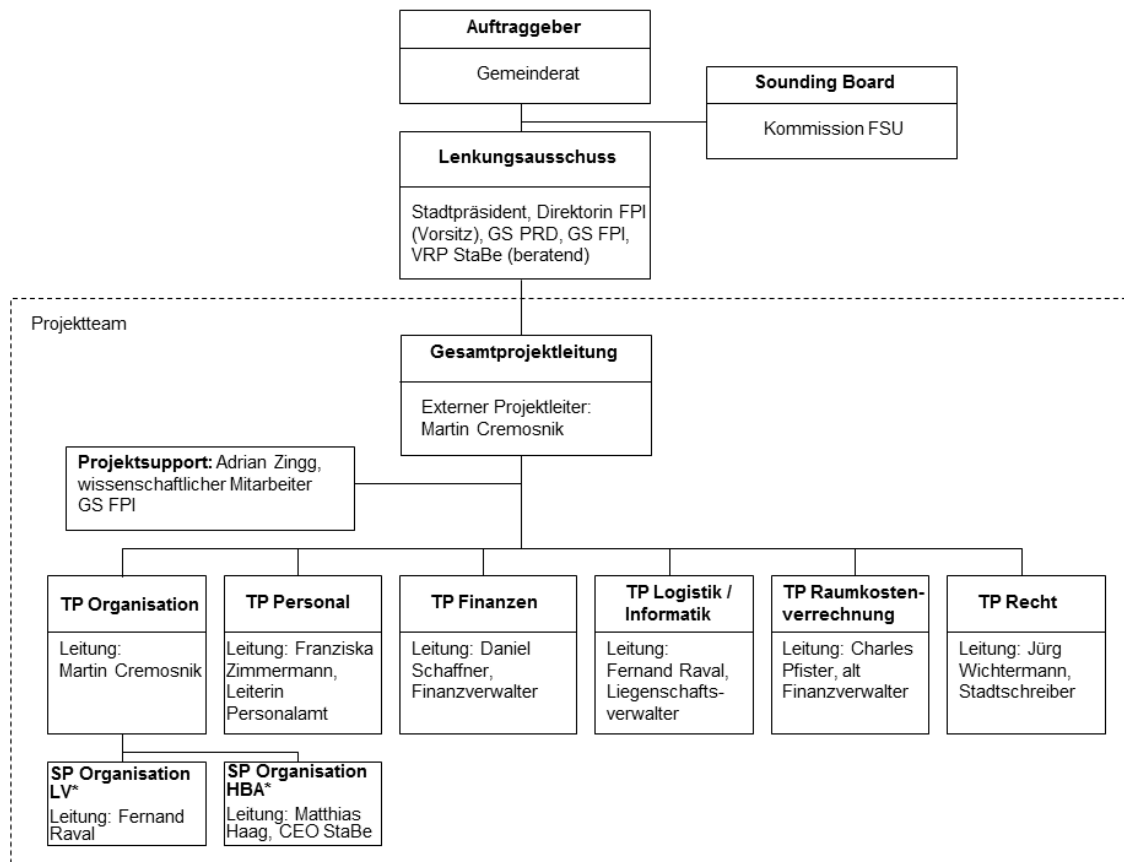 Auftraggeber
Gemeinderat
Sounding Board
Kommission FSU
Lenkungsausschuss
Stadtpräsident, Direktorin FPI
(Vorsitz), GS PRD, GS FPI,
VRP StaBe (beratend)
Projektteam
Gesamtprojektleitung
Externer Projektleiter:
Martin Cremosnik
Projektsupport: Adrian Zingg,
wissenschaftlicher Mitarbeiter
GS FPI
TP Organisation
Leitung:
Martin Cremosnik
TP Personal
Leitung: Franziska
Zimmermann,
Leiterin
Personalamt
TP Finanzen
Leitung: Daniel
Schaffner,
Finanzverwalter
TP Logistik /
Informatik
Leitung:
Fernand Raval,
Liegenschafts-
verwalter
TP Raumkosten-
verrechnung
Leitung: Charles
Pfister, alt
Finanzverwalter
TP Recht
Leitung: Jürg
Wichtermann,
Stadtschreiber
SP Organisation
LV*
Leitung: Fernand
Raval
SP Organisation
HBA*
Leitung: Matthias
Haag, CEO StaBe